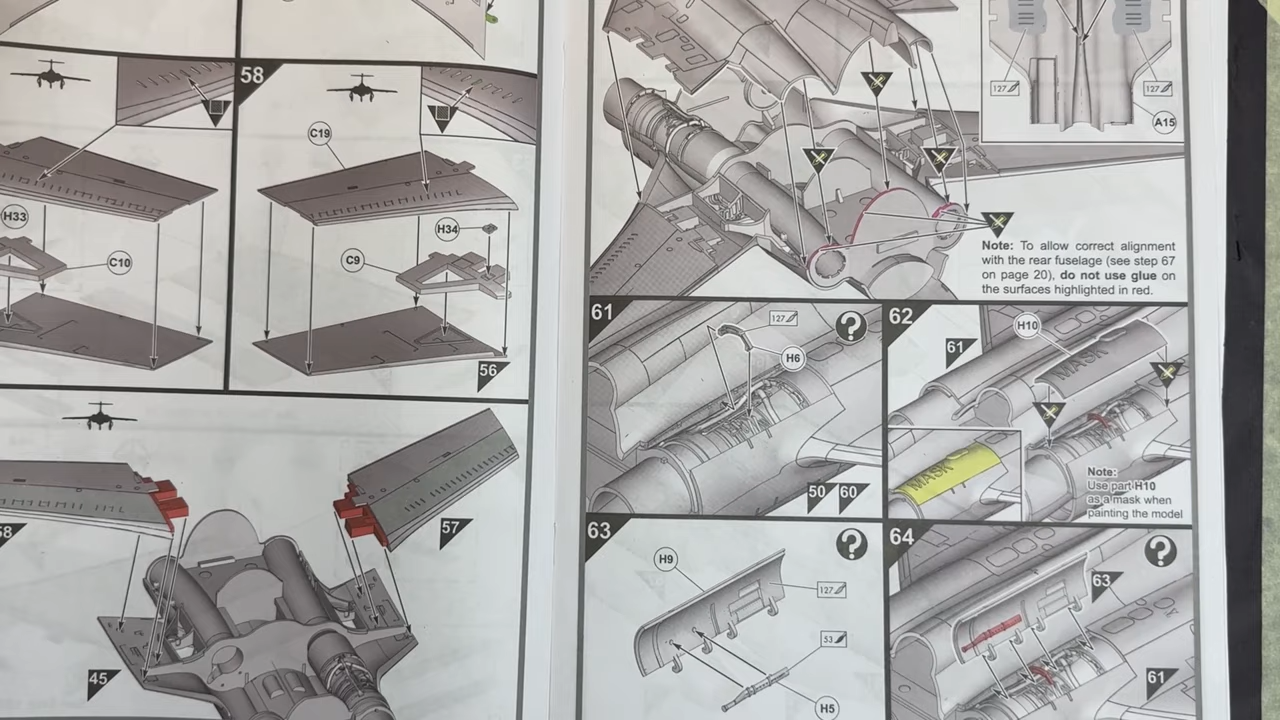 58
C19
H33
H34
C10
C9
56
58
57
45
127
127
A15
Note: To allow correct alignment
with the rear fuselage (see step 67
on page 20), do not use glue on
the surfaces highlighted in red.
61
127
H6
50
60
62
H10
61
MASK
MASK
Note:
Use part H10
as a mask when
painting the model
63
H9
127
53
H5
64
63
61